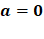 a = 0